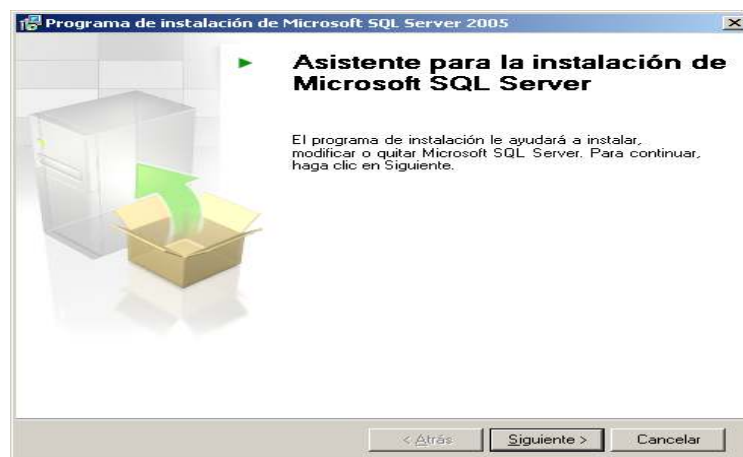 Programa de instalación de Microsoft SQL Server 2005
Asistente para la instalación de
Microsoft SQL Server
El programa de instalación le ayudará a instalar,
modificar o quitar Microsoft SQL Server. Para continuar,
haga clic en Siguiente.
< Atrás
Siguiente >
Cancelar